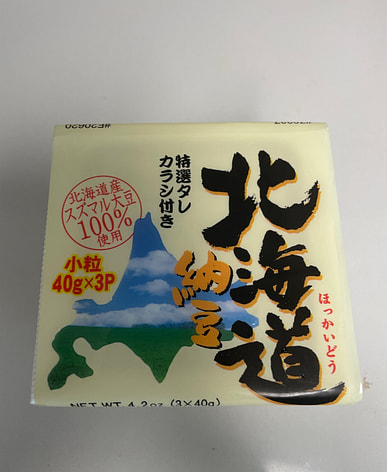 #E20620
北海道
ほっかいどう
納豆
特選タレ
カラシ付き
北海道産
スズマル大豆
100%
使用
小粒
40g×3P
NET WT 4.2oz (3×40g)